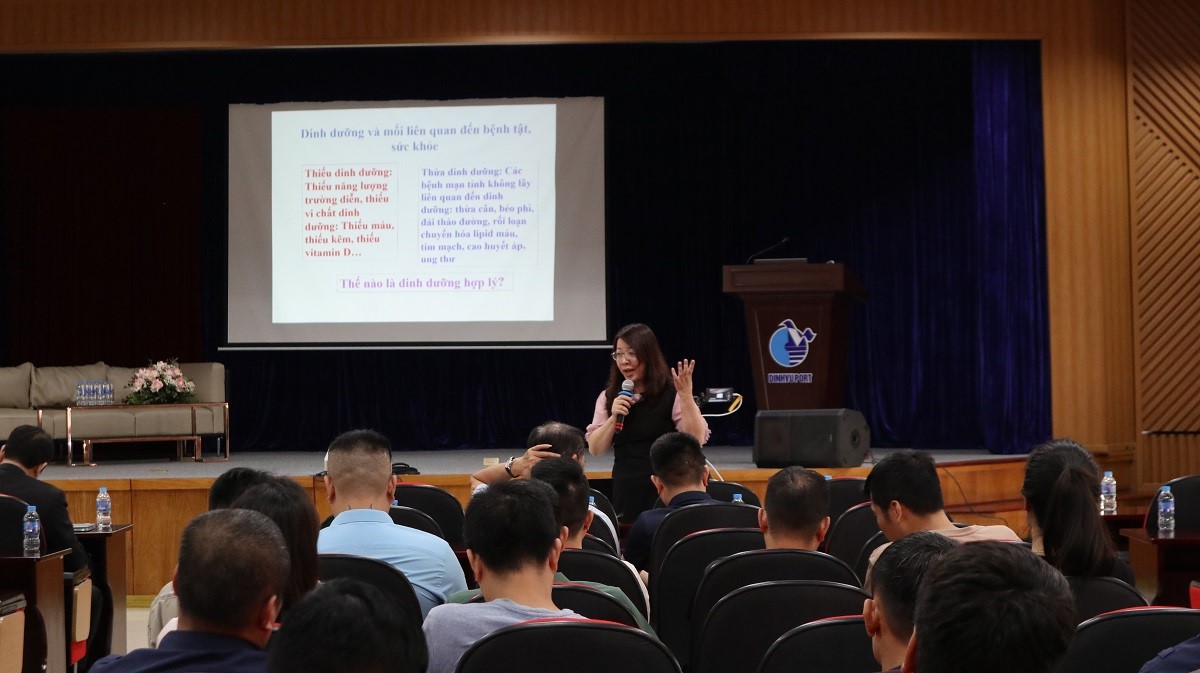 Dinh dưỡng và mối liên quan đến bệnh tật,
sức khỏe
Thiếu dinh dưỡng:
Thiếu năng lượng
trường diễn, thiếu
vi chất dinh
dưỡng: Thiếu máu,
thiếu kẽm, thiếu
vitamin D…
Thừa dinh dưỡng: Các
bệnh mạn tính không lây
liên quan đến dinh
dưỡng: thừa cân, béo phì,
đái tháo đường, rối loạn
chuyển hóa lipid máu,
tim mạch, cao huyết áp,
ung thư
Thế nào là dinh dưỡng hợp lý?
DINHVU PORT